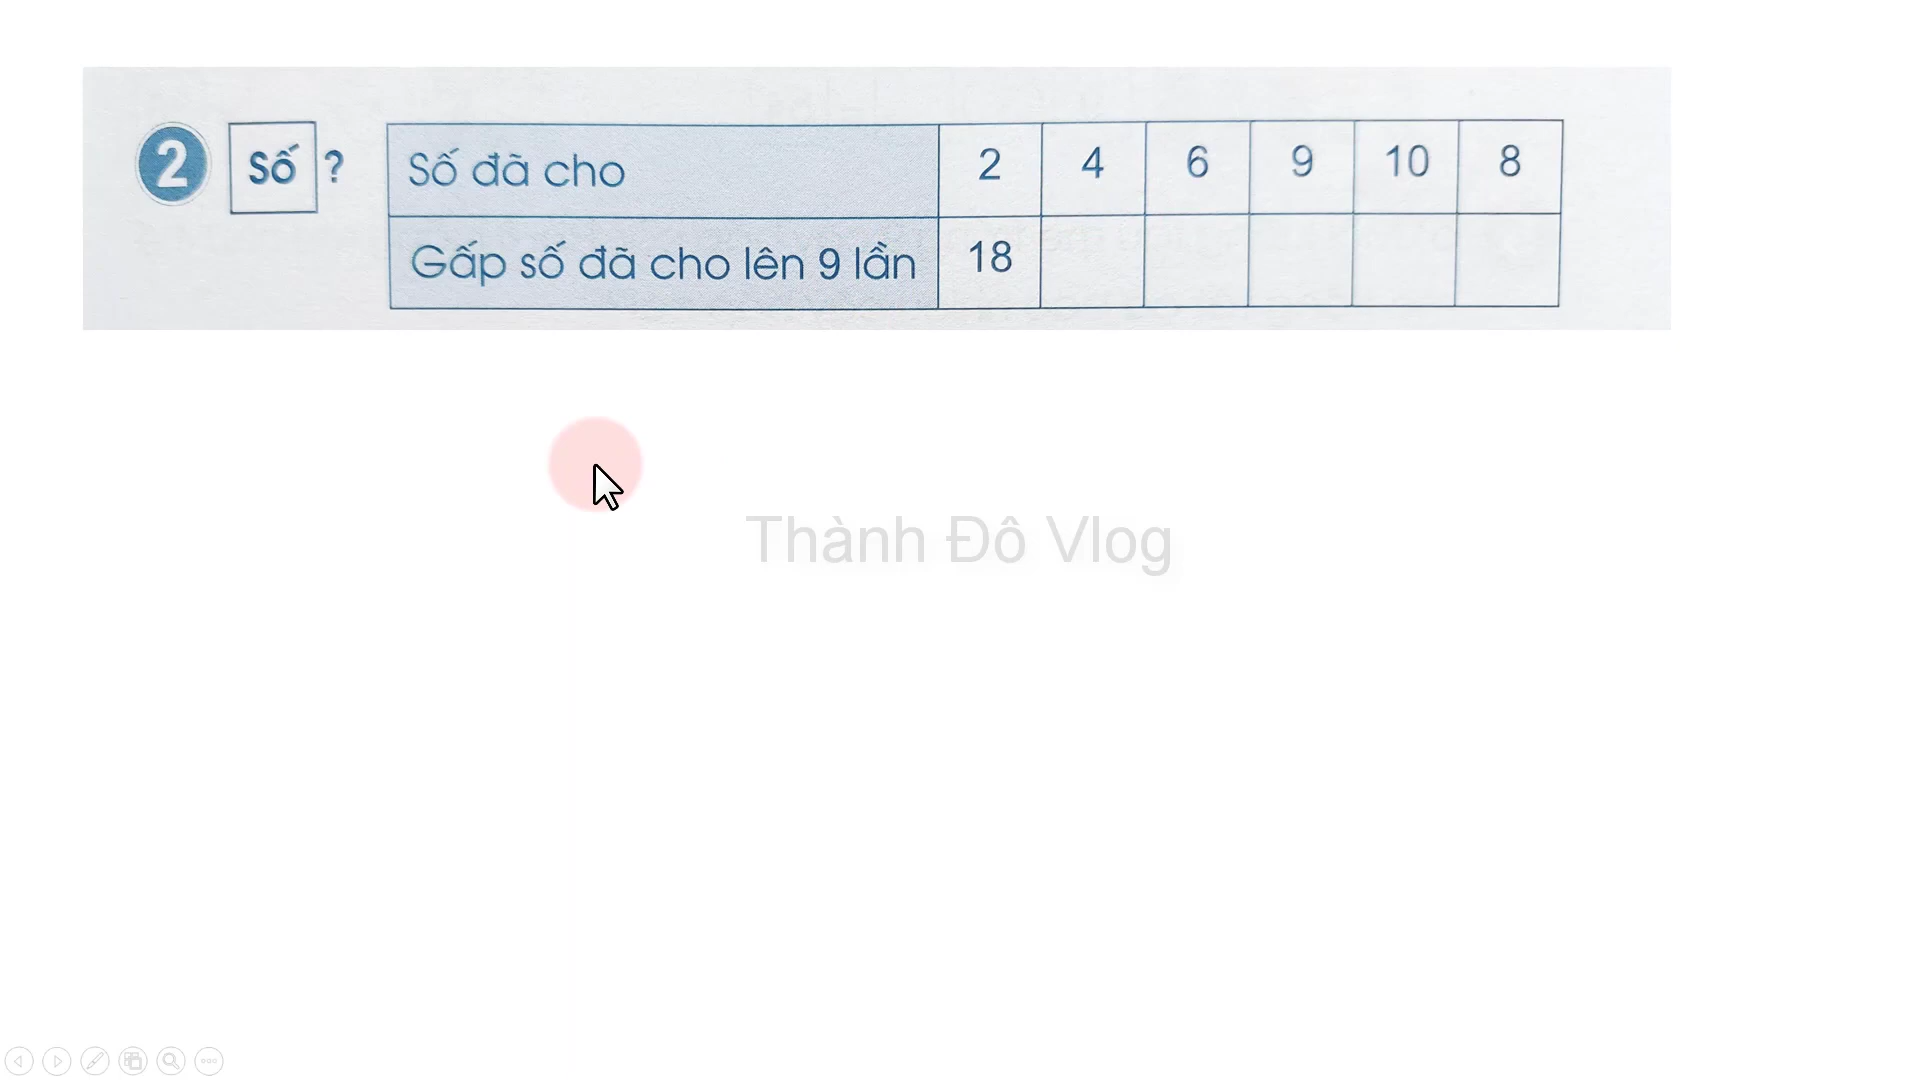 2 Số ? Số đã cho 2 4 6 9 10 8
Gấp số đã cho lên 9 lần 18
Thành Đô Vlog